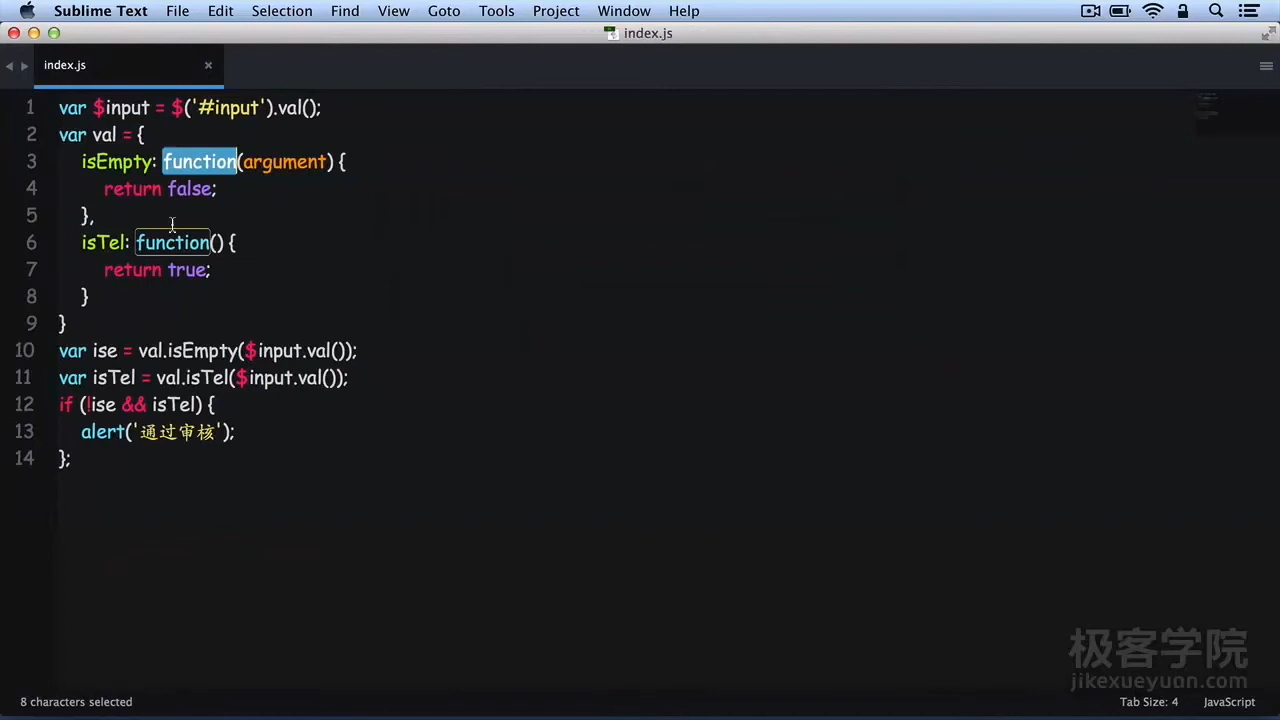 Sublime Text File Edit Selection Find View Goto Tools Project Window Help
index.js
index.js ×
1 var $input = $('#input').val();
2 var val = {
3 isEmpty: function(argument) {
4 return false;
5 },
6 isTel: function() {
7 return true;
8 }
9 }
10 var ise = val.isEmpty($input.val());
11 var isTel = val.isTel($input.val());
12 if (!ise && isTel) {
13 alert('通过审核');
14 };
极客学院
jikexueyuan.com
8 characters selected Tab Size: 4 JavaScript